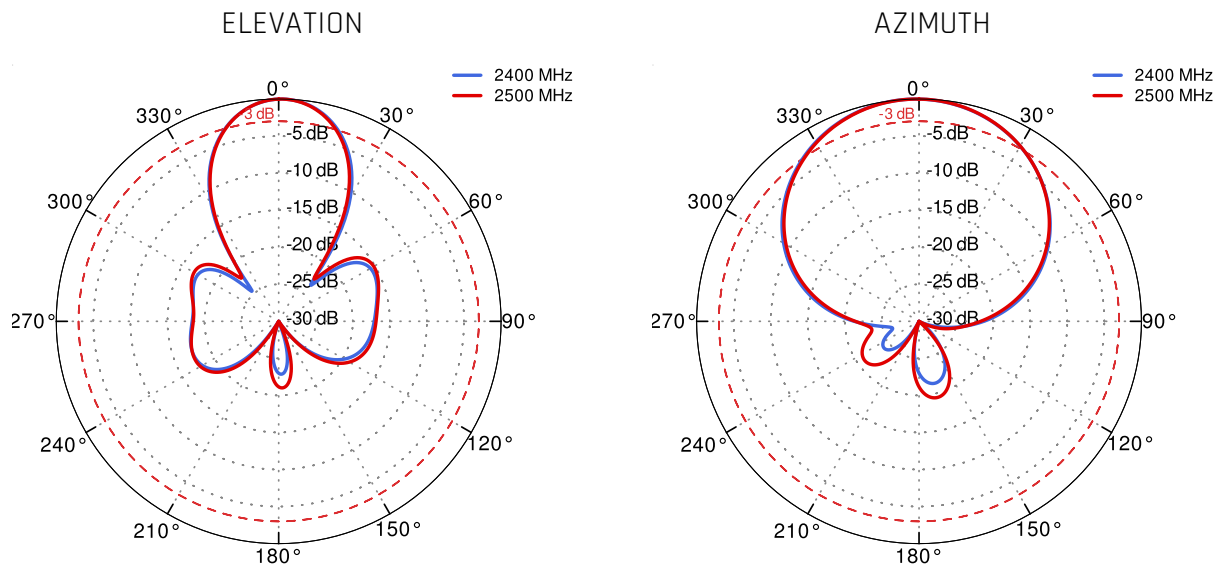 ELEVATION
2400 MHz
2500 MHz
0°
330°
30°
3 dB
-5 dB
-10 dB
300°
60°
-15 dB
-20 dB
-25 dB
-30 dB
270°
90°
240°
120°
210°
150°
180°
AZIMUTH
2400 MHz
2500 MHz
0°
330°
30°
-3 dB
-5 dB
-10 dB
300°
60°
-15 dB
-20 dB
-25 dB
-30 dB
270°
90°
240°
120°
210°
150°
180°